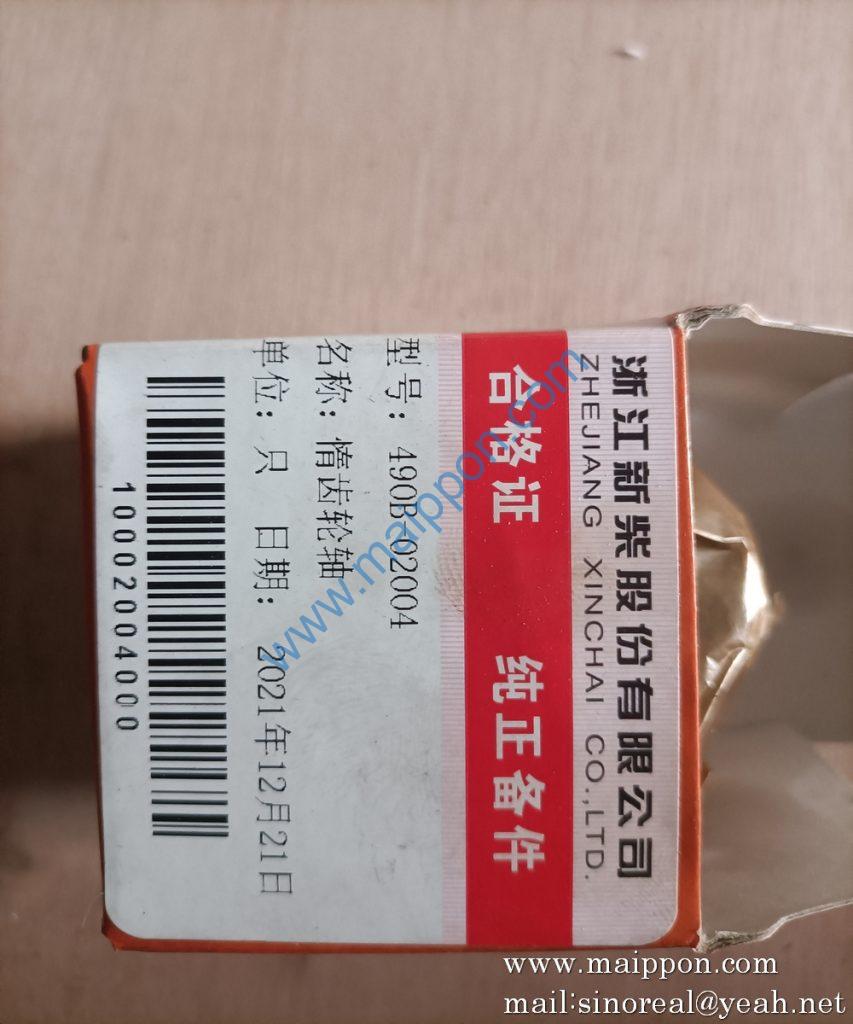 浙江新柴股份有限公司
ZHEJIANG XINCHAI CO.,LTD.
合格证 纯正备件
型号：490B-02004
名称：惰齿轮轴
单位：只 日期：2021年12月21日
10002004000
www.maippon.com
www.maippon.com
mail:sinoreal@yeah.net